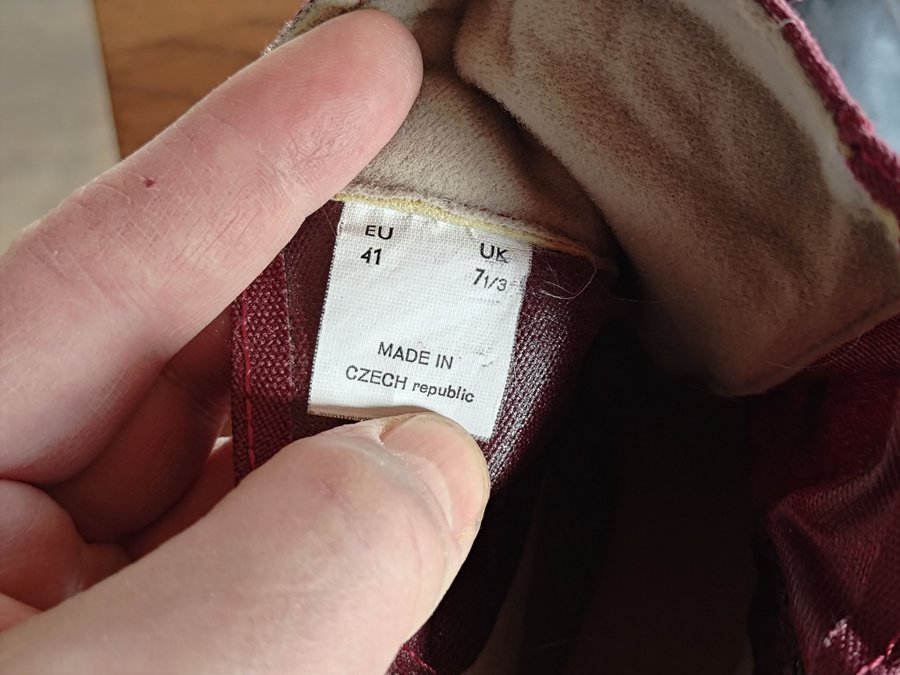 EU UK
41 7 1/3
MADE IN
CZECH republic